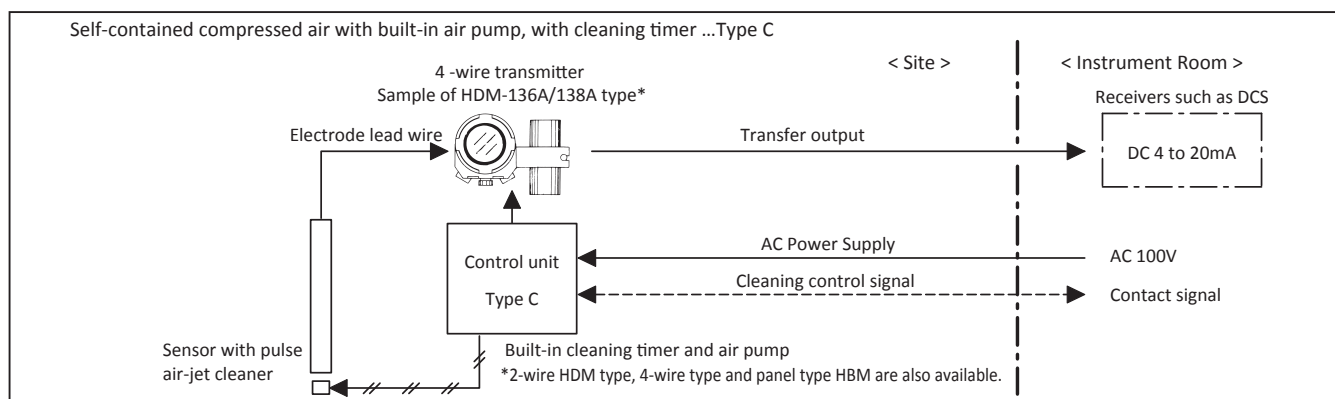 Self-contained compressed air with built-in air pump, with cleaning timer ...Type C
4 -wire transmitter
Sample of HDM-136A/138A type*
< Site >
< Instrument Room >
Receivers such as DCS
Electrode lead wire
Transfer output
DC 4 to 20mA
AC Power Supply
AC 100V
Control unit
Type C
Cleaning control signal
Contact signal
Sensor with pulse
air-jet cleaner
Built-in cleaning timer and air pump
*2-wire HDM type, 4-wire type and panel type HBM are also available.